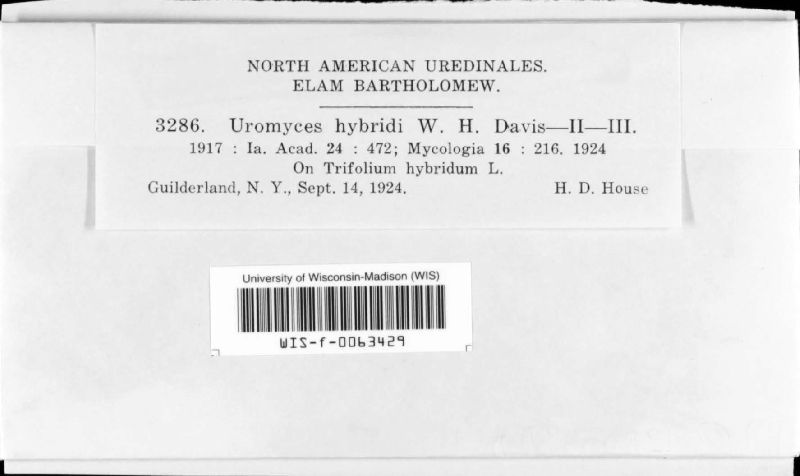 NORTH AMERICAN UREDINALES.
ELAM BARTHOLOMEW.
3286. Uromyces hybridi W. H. Davis—II—III.
1917 : Ia. Acad. 24 : 472; Mycologia 16 : 216. 1924
On Trifolium hybridum L.
Guilderland, N. Y., Sept. 14, 1924. H. D. House
University of Wisconsin-Madison (WIS)
WIS-f-0063429